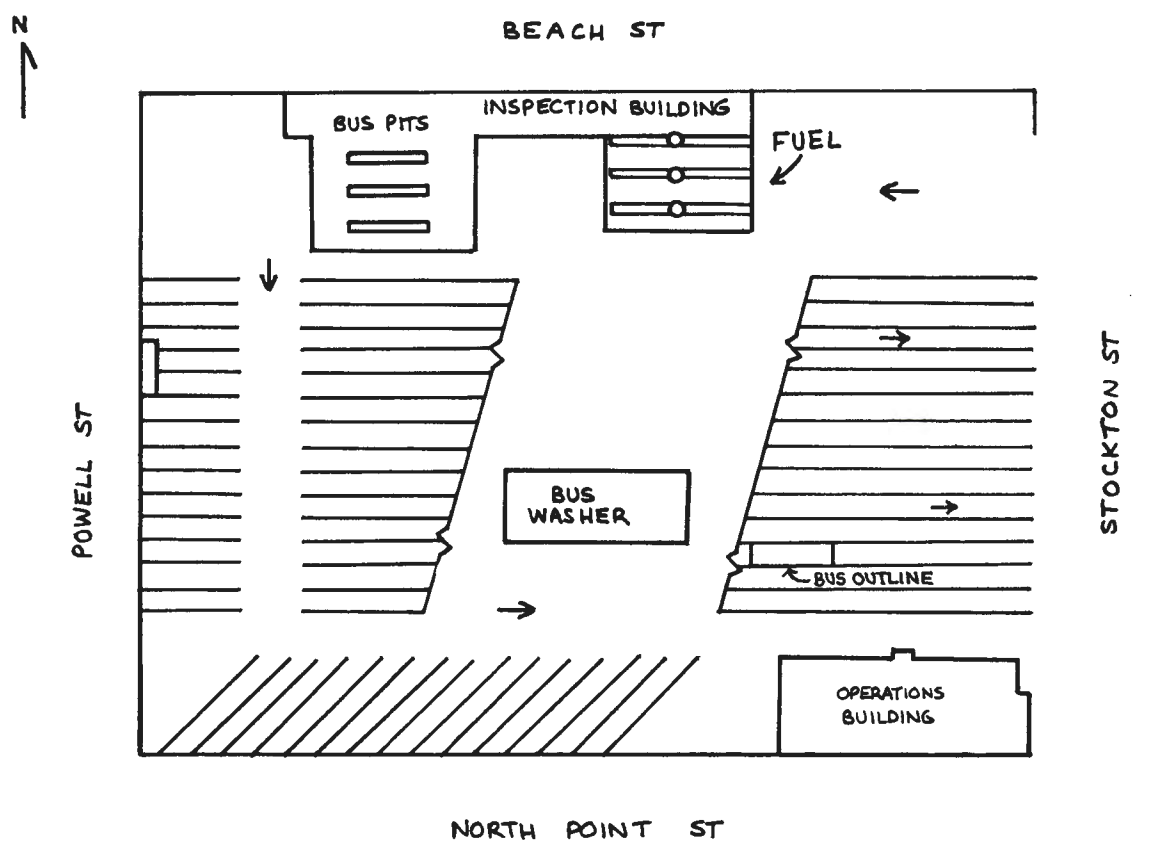 N
BEACH ST
INSPECTION BUILDING
BUS PITS
FUEL
POWELL ST
STOCKTON ST
BUS
WASHER
BUS OUTLINE
OPERATIONS
BUILDING
NORTH POINT ST